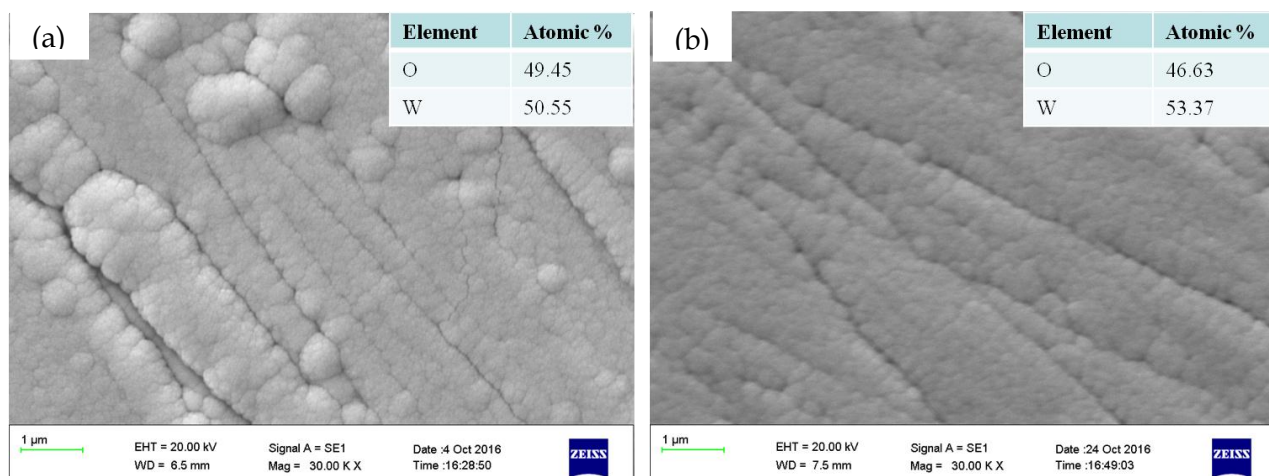 (a)
Element Atomic %
O 49.45
W 50.55
1 µm
EHT = 20.00 kV Signal A = SE1 Date :4 Oct 2016
WD = 6.5 mm Mag = 30.00 K X Time :16:28:50
ZEISS
(b)
Element Atomic %
O 46.63
W 53.37
1 µm
EHT = 20.00 kV Signal A = SE1 Date :24 Oct 2016
WD = 7.5 mm Mag = 30.00 K X Time :16:49:03
ZEISS